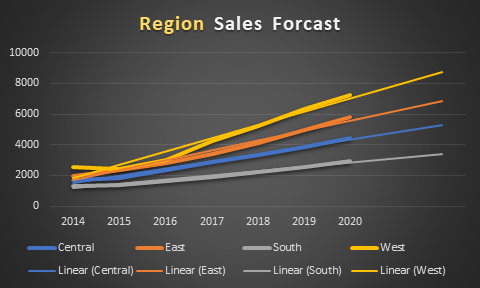 Region Sales Forcast
10000
8000
6000
4000
2000
0
2014 2015 2016 2017 2018 2019 2020
Central East South West
Linear (Central) Linear (East) Linear (South) Linear (West)